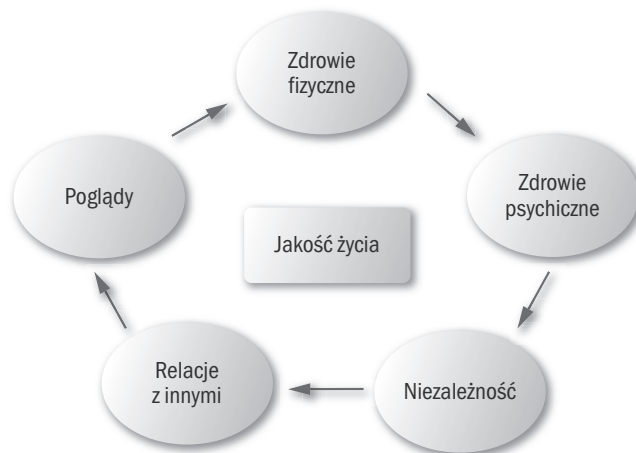 Zdrowie
fizyczne
Zdrowie
psychiczne
Niezależność
Relacje
z innymi
Poglądy
Jakość życia